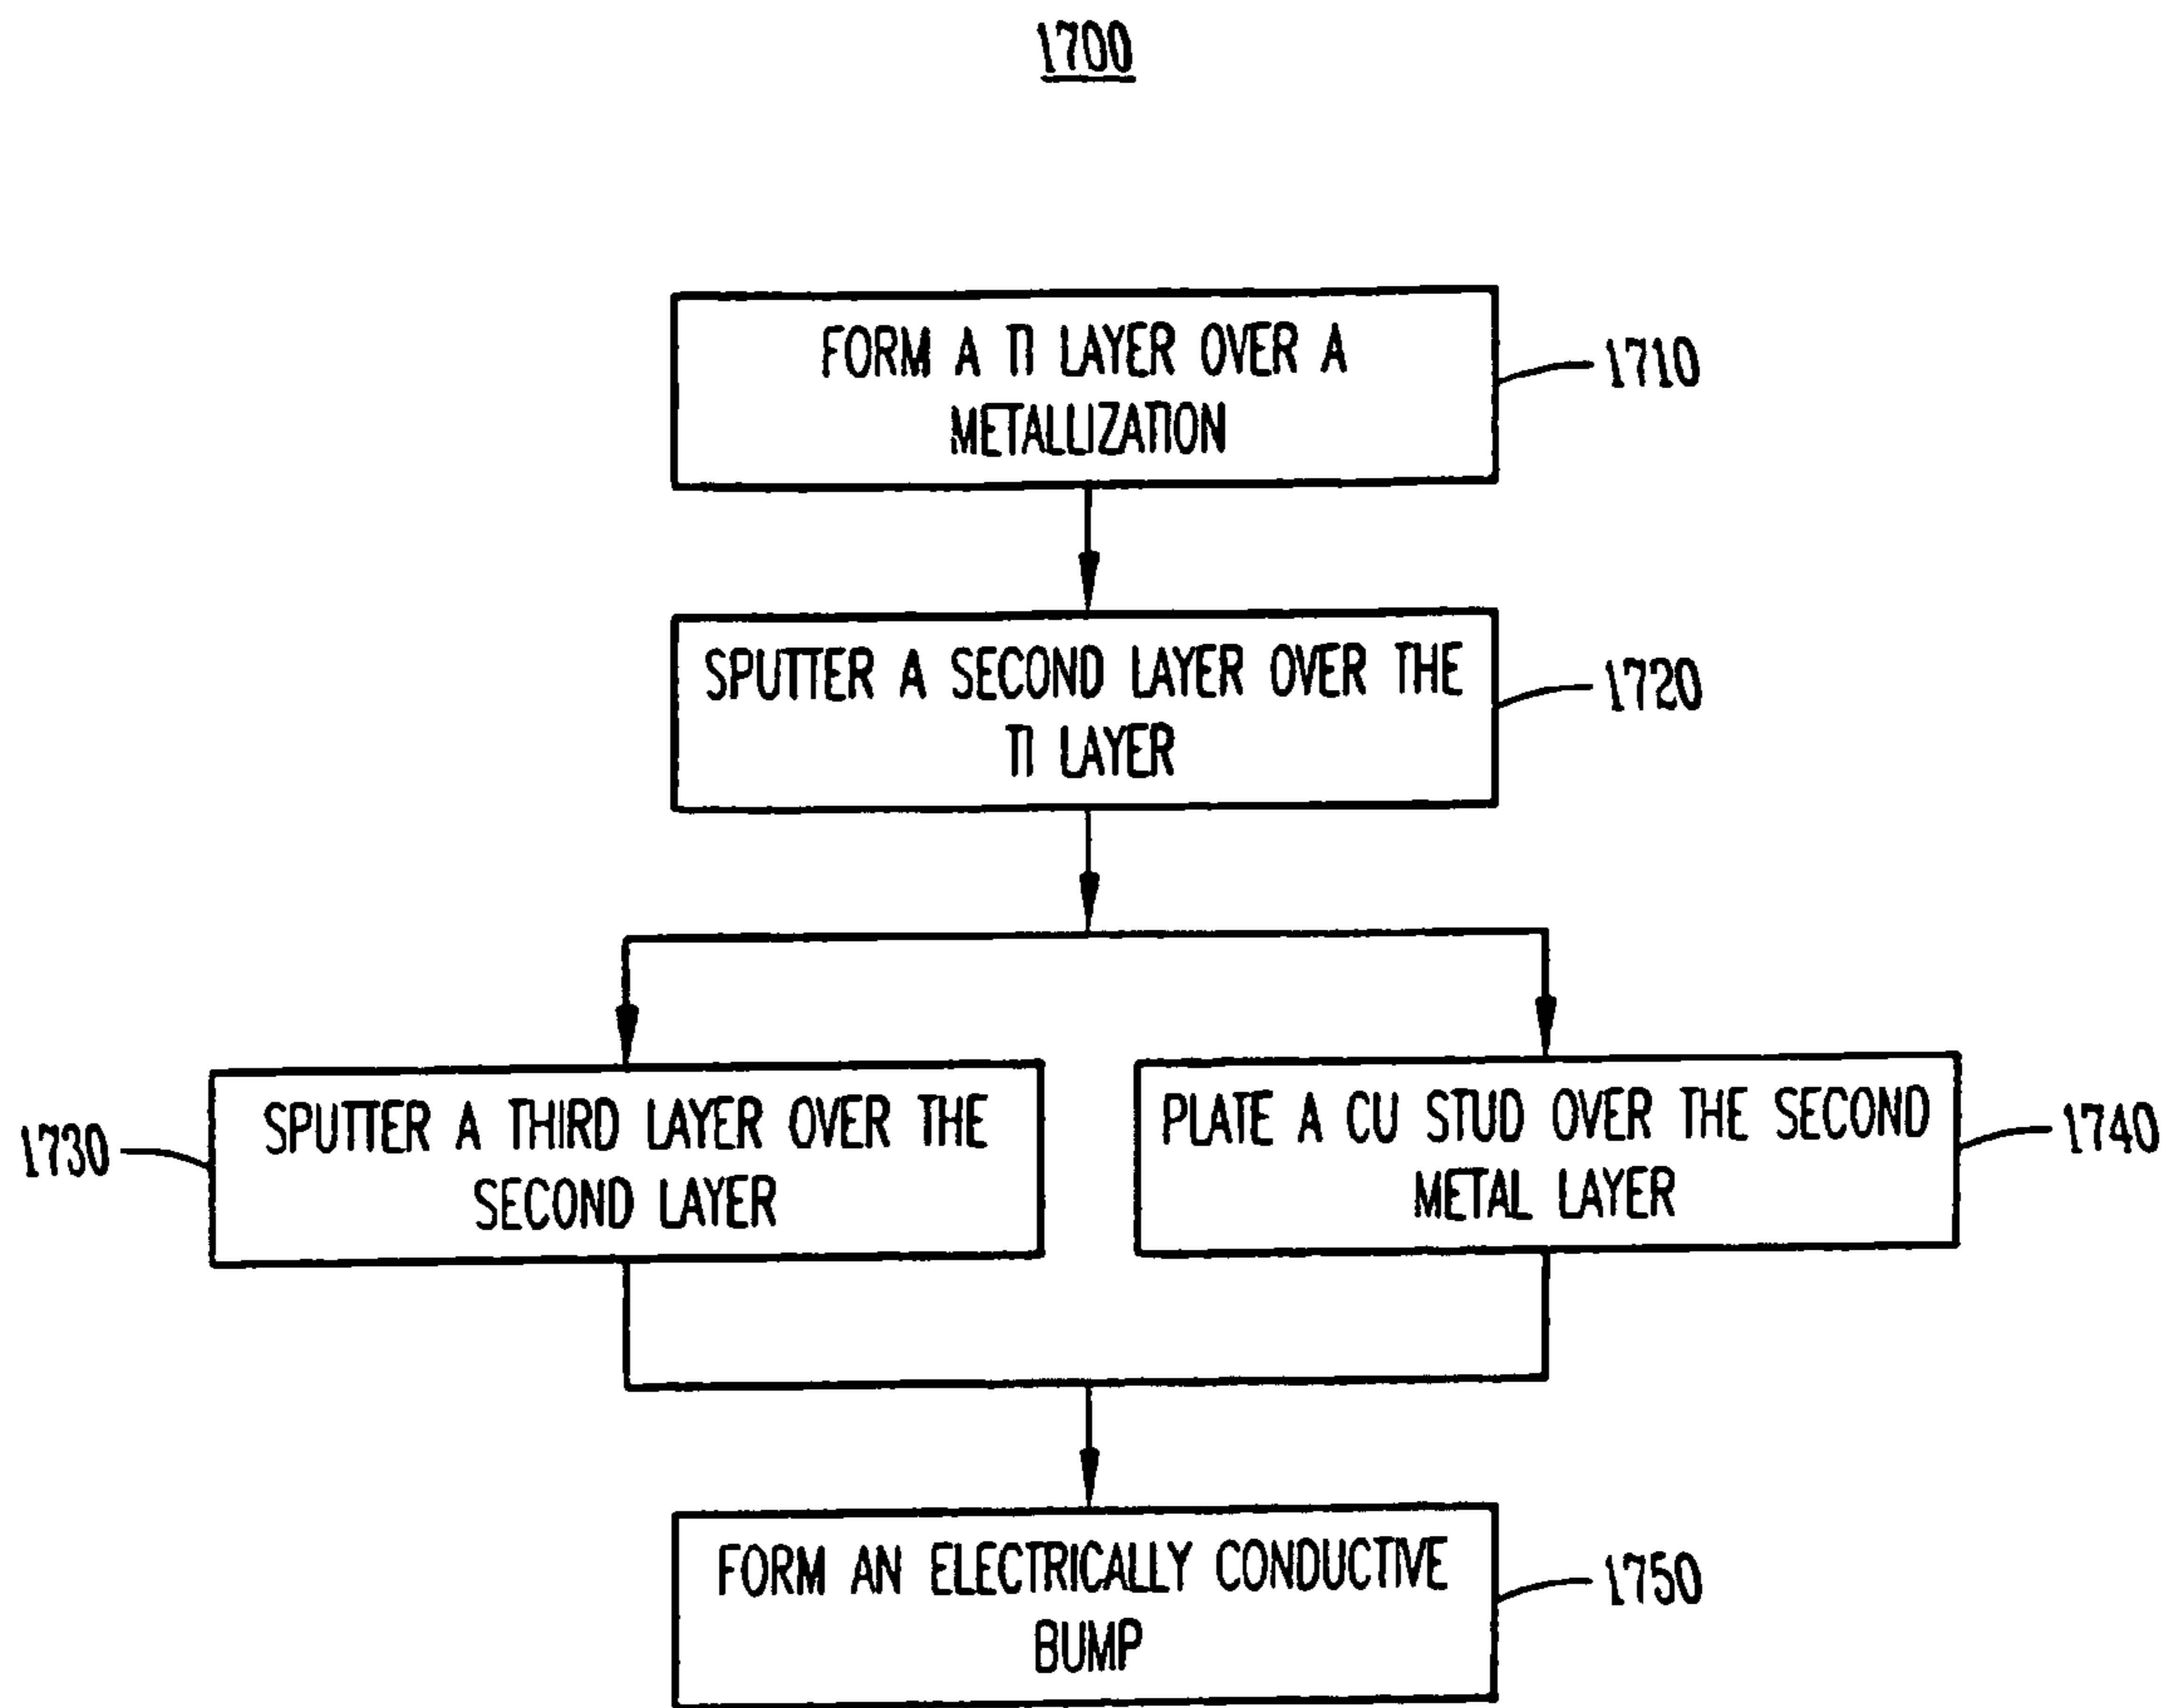 1700
FORM A TI LAYER OVER A
METALLIZATION
1710
SPUTTER A SECOND LAYER OVER THE
TI LAYER
1720
SPUTTER A THIRD LAYER OVER THE
SECOND LAYER
1730
PLATE A CU STUD OVER THE SECOND
METAL LAYER
1740
FORM AN ELECTRICALLY CONDUCTIVE
BUMP
1750